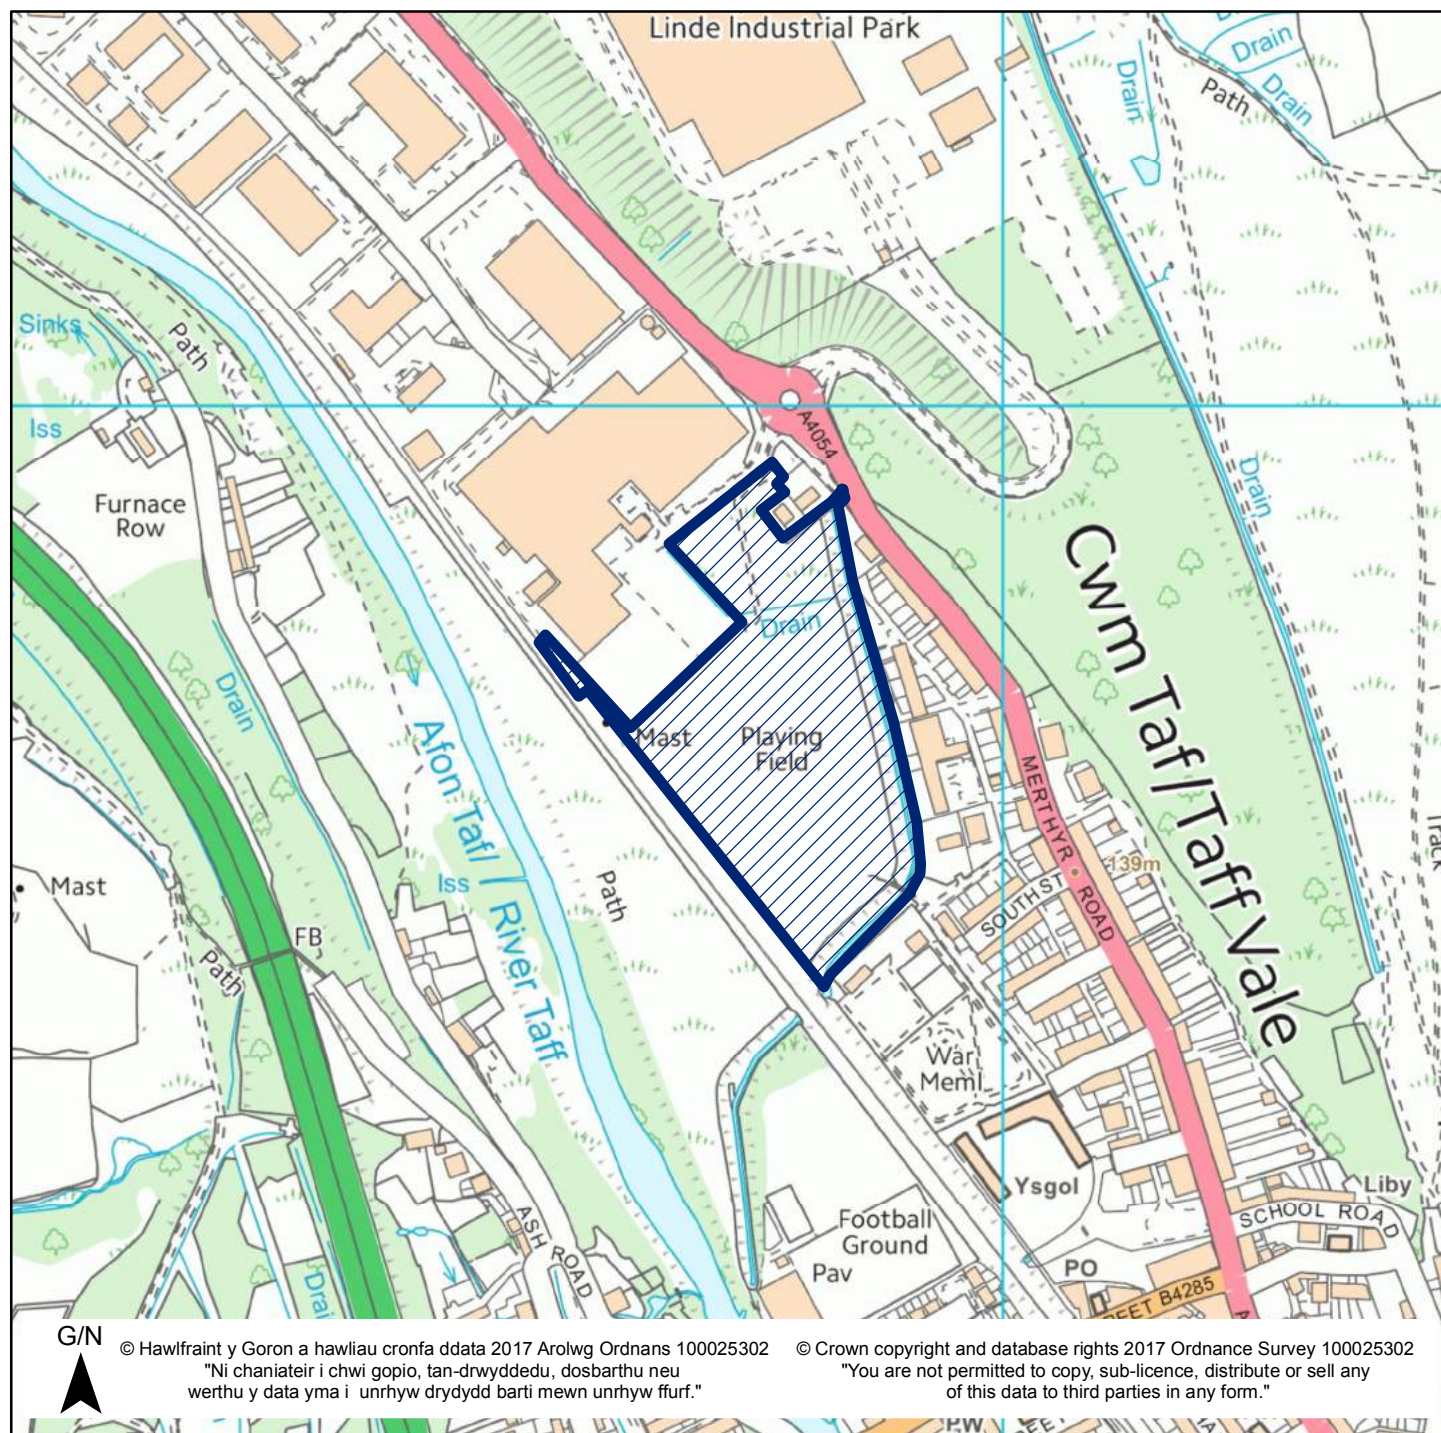 Linde Industrial Park
Drain
Drain
Drain
Path
Drain
Sinks
Path
Iss
A4054
Furnace
Row
Drain
Drain
Drain
Cwm Taf/Taff Vale
Mast
Playing
Field
Afon Taf/ River Taff
MERTHYR ROAD
139m
Track
Mast
Iss
Path
SOUTH ST
FB
Path
War
Meml
Ysgol
Liby
ASH ROAD
Football
Ground
SCHOOL ROAD
Pav
PO
EET B4285
Drai
A
G/N
© Hawlfraint y Goron a hawliau cronfa ddata 2017 Arolwg Ordnans 100025302
"Ni chaniateir i chwi gopio, tan-drwyddedu, dosbarthu neu
werthu y data yma i unrhyw drydydd barti mewn unrhyw ffurf."
© Crown copyright and database rights 2017 Ordnance Survey 100025302
"You are not permitted to copy, sub-licence, distribute or sell any
of this data to third parties in any form."
PW